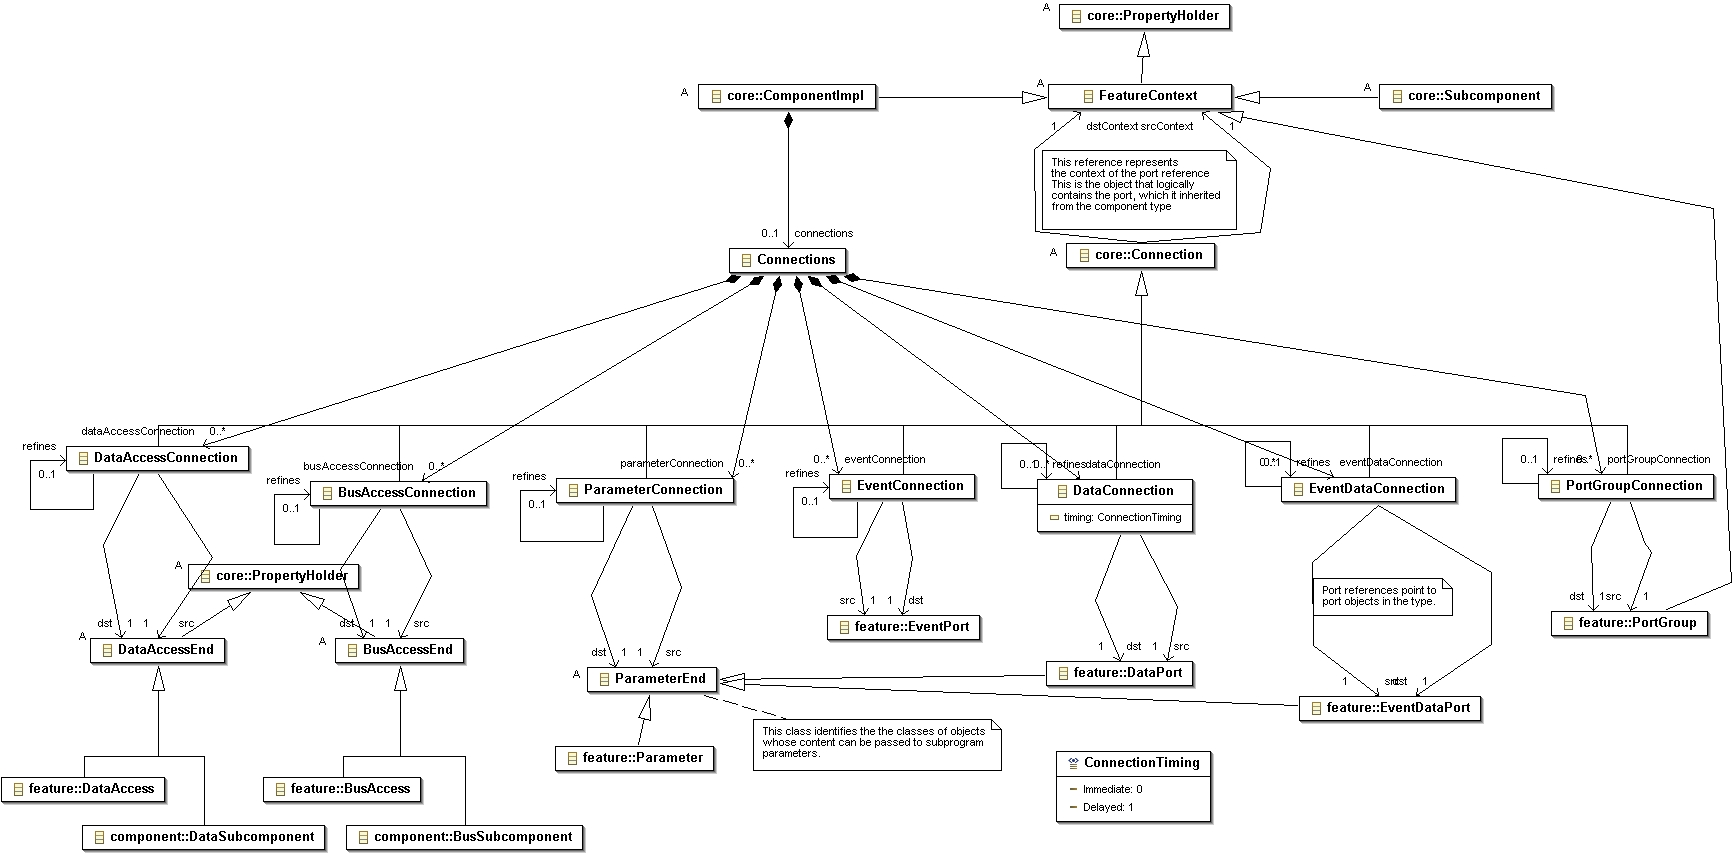 A
core::PropertyHolder
A
core::ComponentImpl
A
FeatureContext
A
core::Subcomponent
1
dstContext srcContext
1
This reference represents
the context of the port reference
This is the object that logically
contains the port, which it inherited
from the component type
0..1
connections
Connections
A
core::Connection
dataAccessConnection
0..*
refines
DataAccessConnection
0..1
busAccessConnection
0..*
refines
BusAccessConnection
0..1
parameterConnection
0..*
refines
ParameterConnection
0..1
0..*
eventConnection
refines
EventConnection
0..1
0..1
0..*
refines
dataConnection
DataConnection
timing: ConnectionTiming
0..1
0..*
refines
eventDataConnection
EventDataConnection
0..1
refines
0..*
portGroupConnection
PortGroupConnection
A
core::PropertyHolder
Port references point to
port objects in the type.
src
1
1
dst
feature::EventPort
dst
1
1
src
feature::PortGroup
dst
1
1
src
A
DataAccessEnd
dst
1
1
src
A
BusAccessEnd
dst
1
1
src
A
ParameterEnd
1
dst
1
src
feature::DataPort
1
src
dst
1
feature::EventDataPort
This class identifies the the classes of objects
whose content can be passed to subprogram
parameters.
feature::Parameter
ConnectionTiming
Immediate: 0
Delayed: 1
feature::DataAccess
feature::BusAccess
component::DataSubcomponent
component::BusSubcomponent